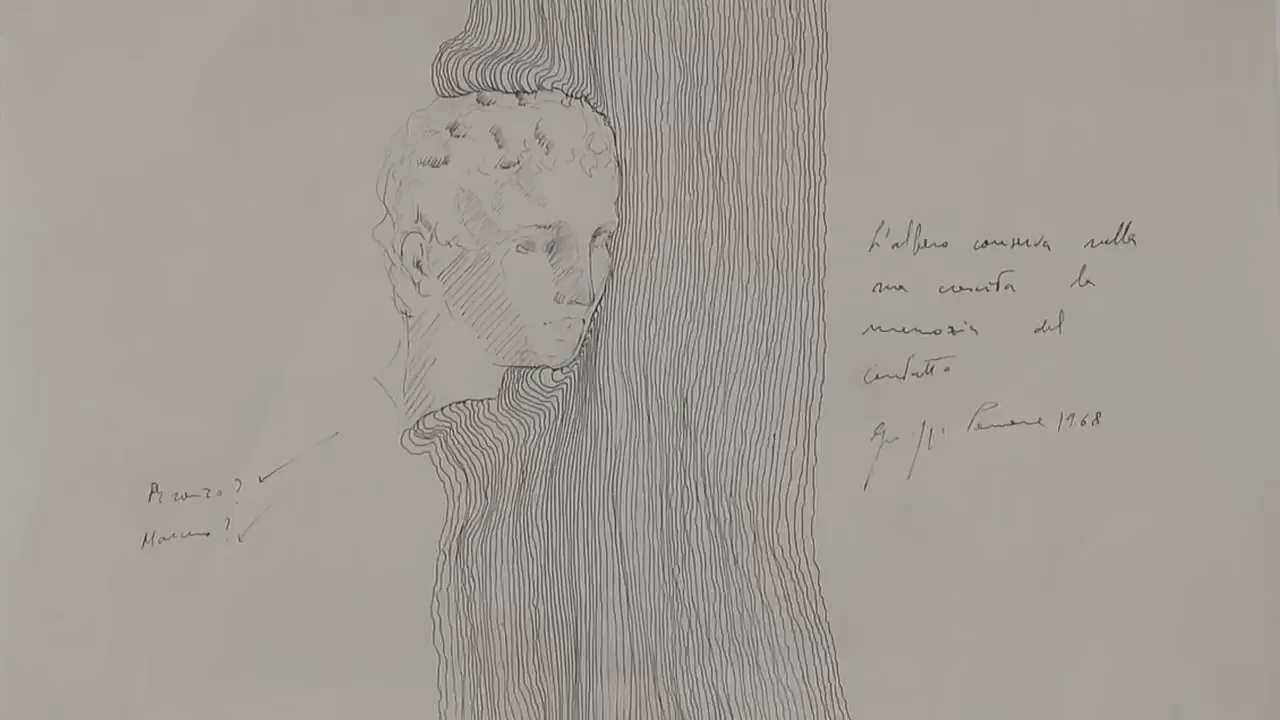 L'albero conserva nella
sua crescita la
memoria del
contatto
Penone 1968
Bronzo?
Marmo?